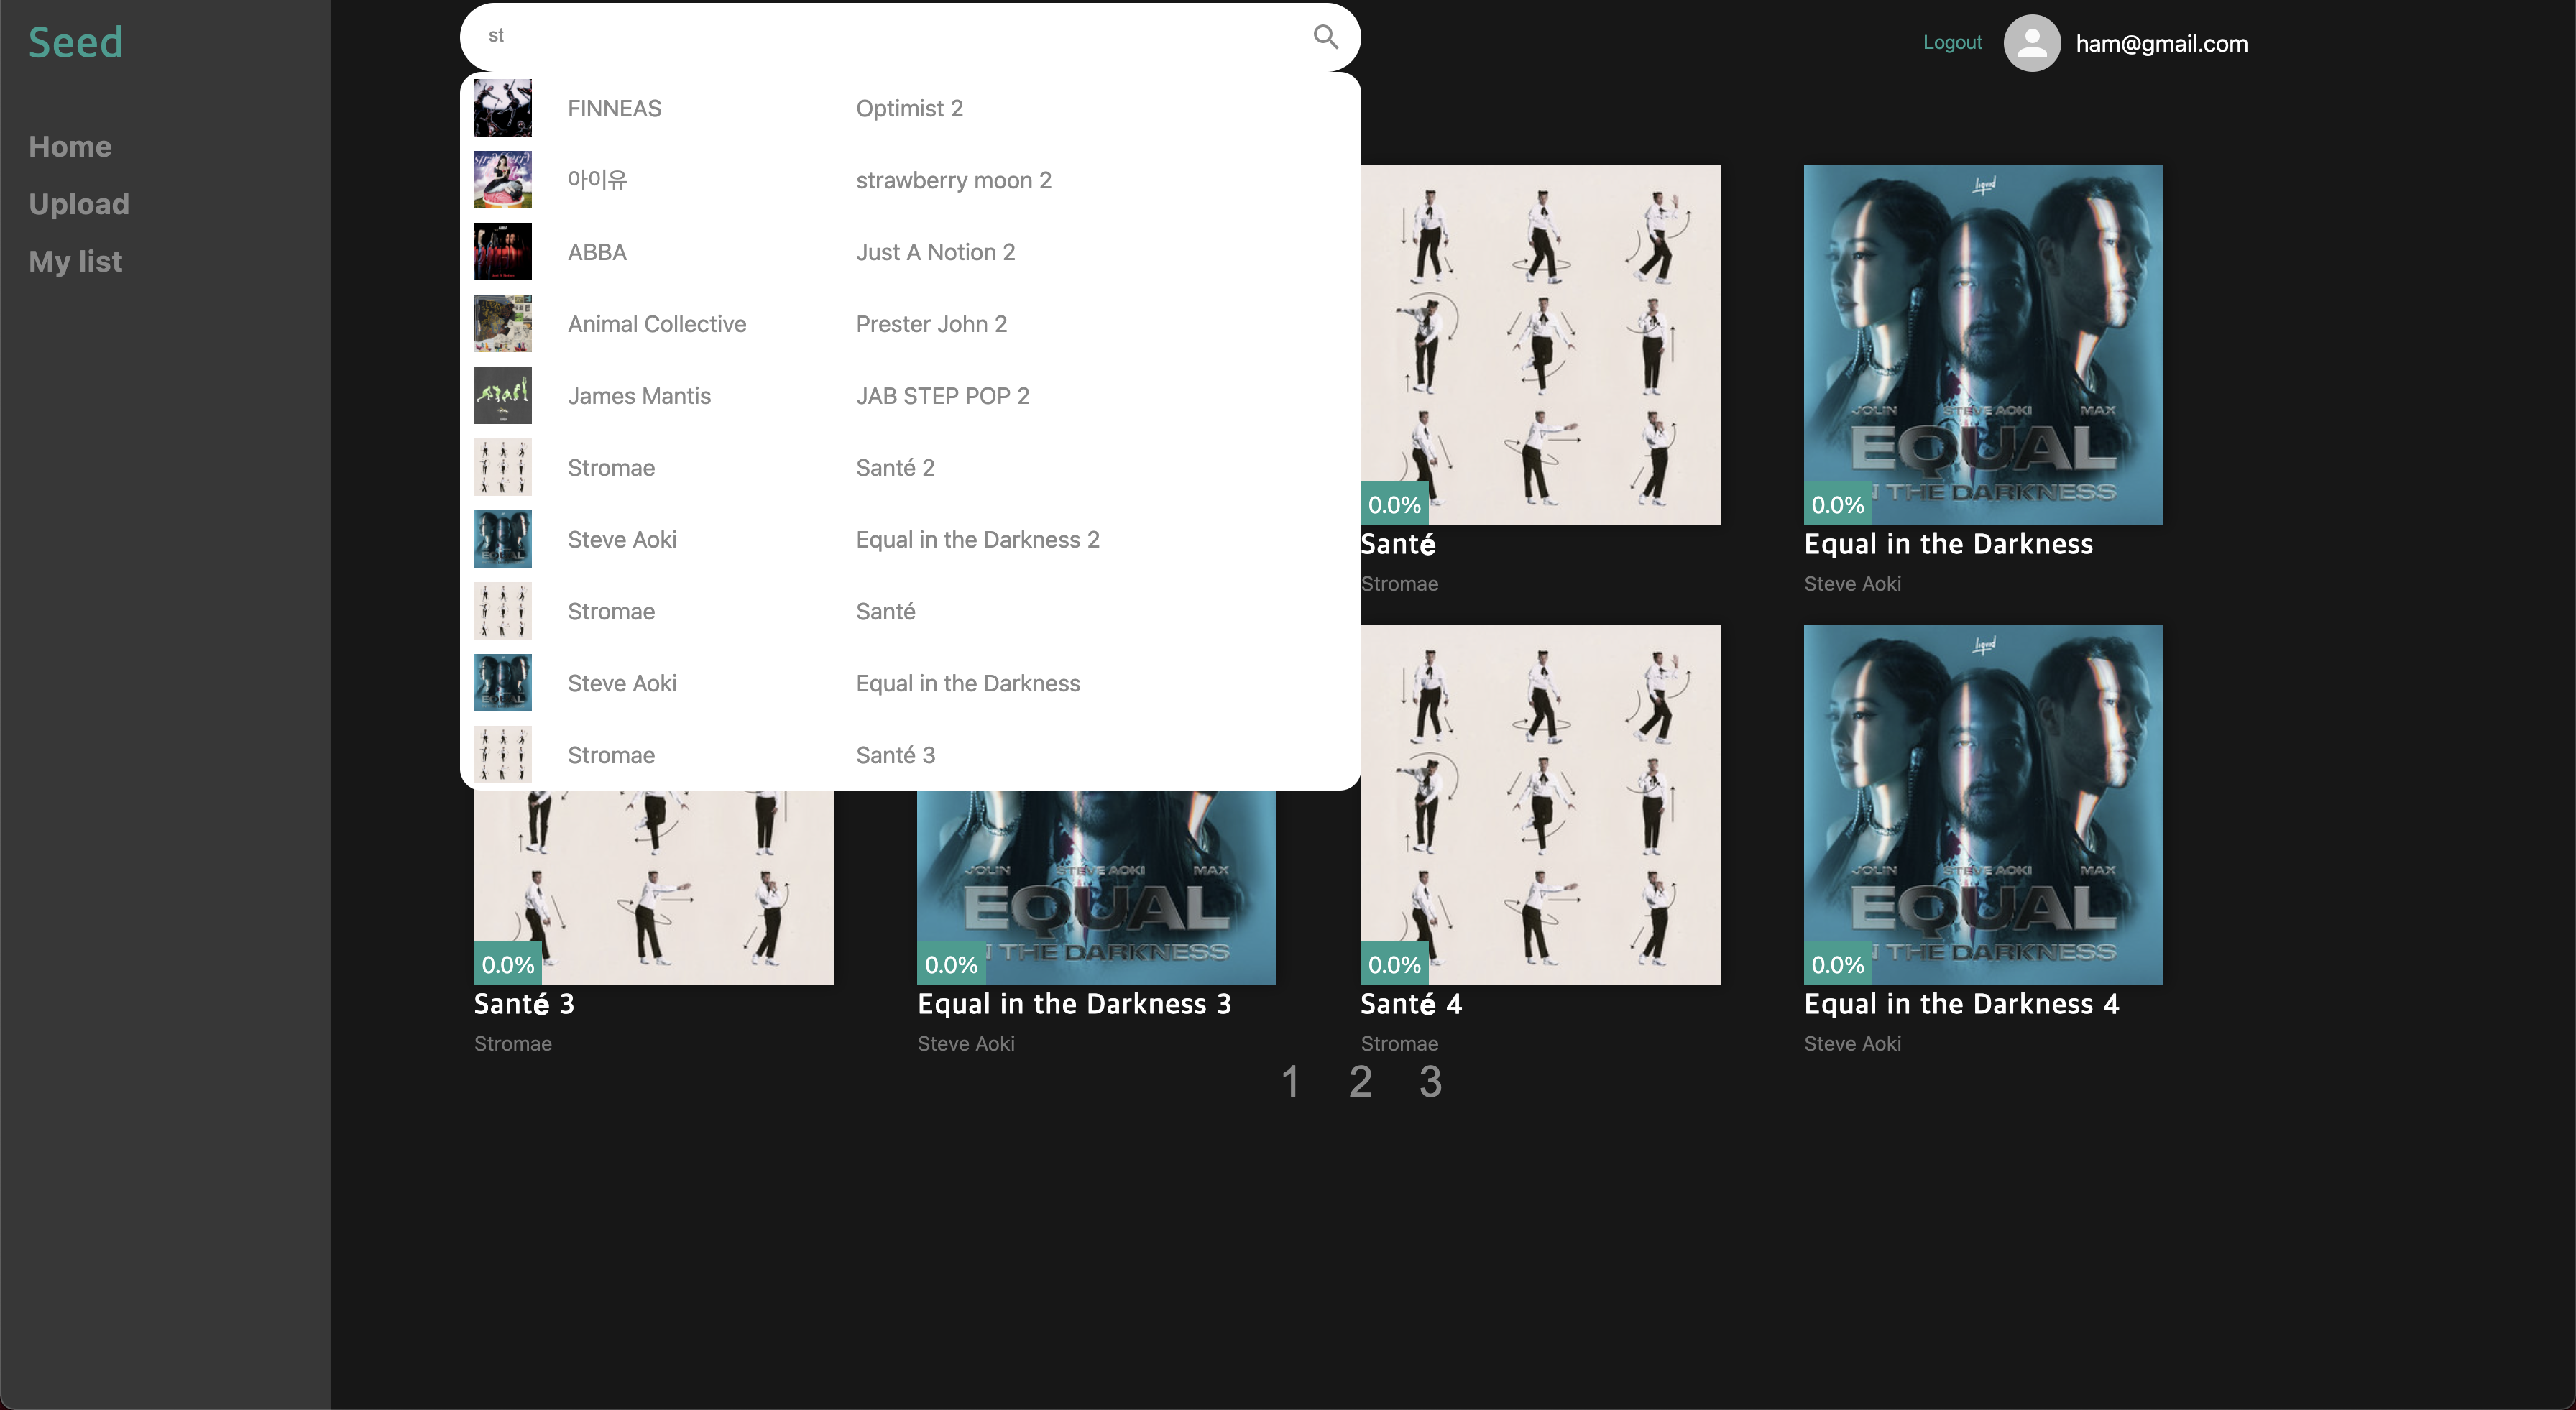 Seed
Home
Upload
My list
st
Logout
ham@gmail.com
FINNEAS Optimist 2
아이유 strawberry moon 2
ABBA Just A Notion 2
Animal Collective Prester John 2
James Mantis JAB STEP POP 2
Stromae Santé 2
Steve Aoki Equal in the Darkness 2
Stromae Santé
Steve Aoki Equal in the Darkness
Stromae Santé 3
0.0%
Santé
Stromae
liquid
JOLIN STEVE AOKI MAX
EQUAL
IN THE DARKNESS
0.0%
Equal in the Darkness
Steve Aoki
0.0%
Santé 3
Stromae
JOLIN STEVE AOKI MAX
EQUAL
IN THE DARKNESS
0.0%
Equal in the Darkness 3
Steve Aoki
0.0%
Santé 4
Stromae
liquid
JOLIN STEVE AOKI MAX
EQUAL
IN THE DARKNESS
0.0%
Equal in the Darkness 4
Steve Aoki
1 2 3